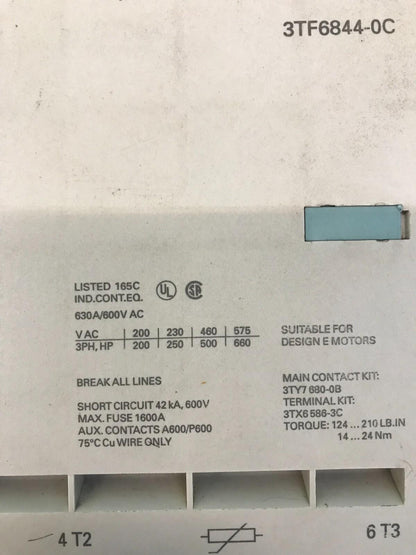 3TF6844-0C
LISTED 165C
IND.CONT.EQ.
UL
630A/600V AC
V AC 200 230 460 575
3PH, HP 200 250 500 660
SUITABLE FOR
DESIGN E MOTORS
BREAK ALL LINES
SHORT CIRCUIT 42 kA, 600V
MAX. FUSE 1600A
AUX. CONTACTS A600/P600
75°C Cu WIRE ONLY
MAIN CONTACT KIT:
3TY7 680-0B
TERMINAL KIT:
3TX6 586-3C
TORQUE: 124 ... 210 LB.IN
14 ... 24 Nm
4 T2
6 T3